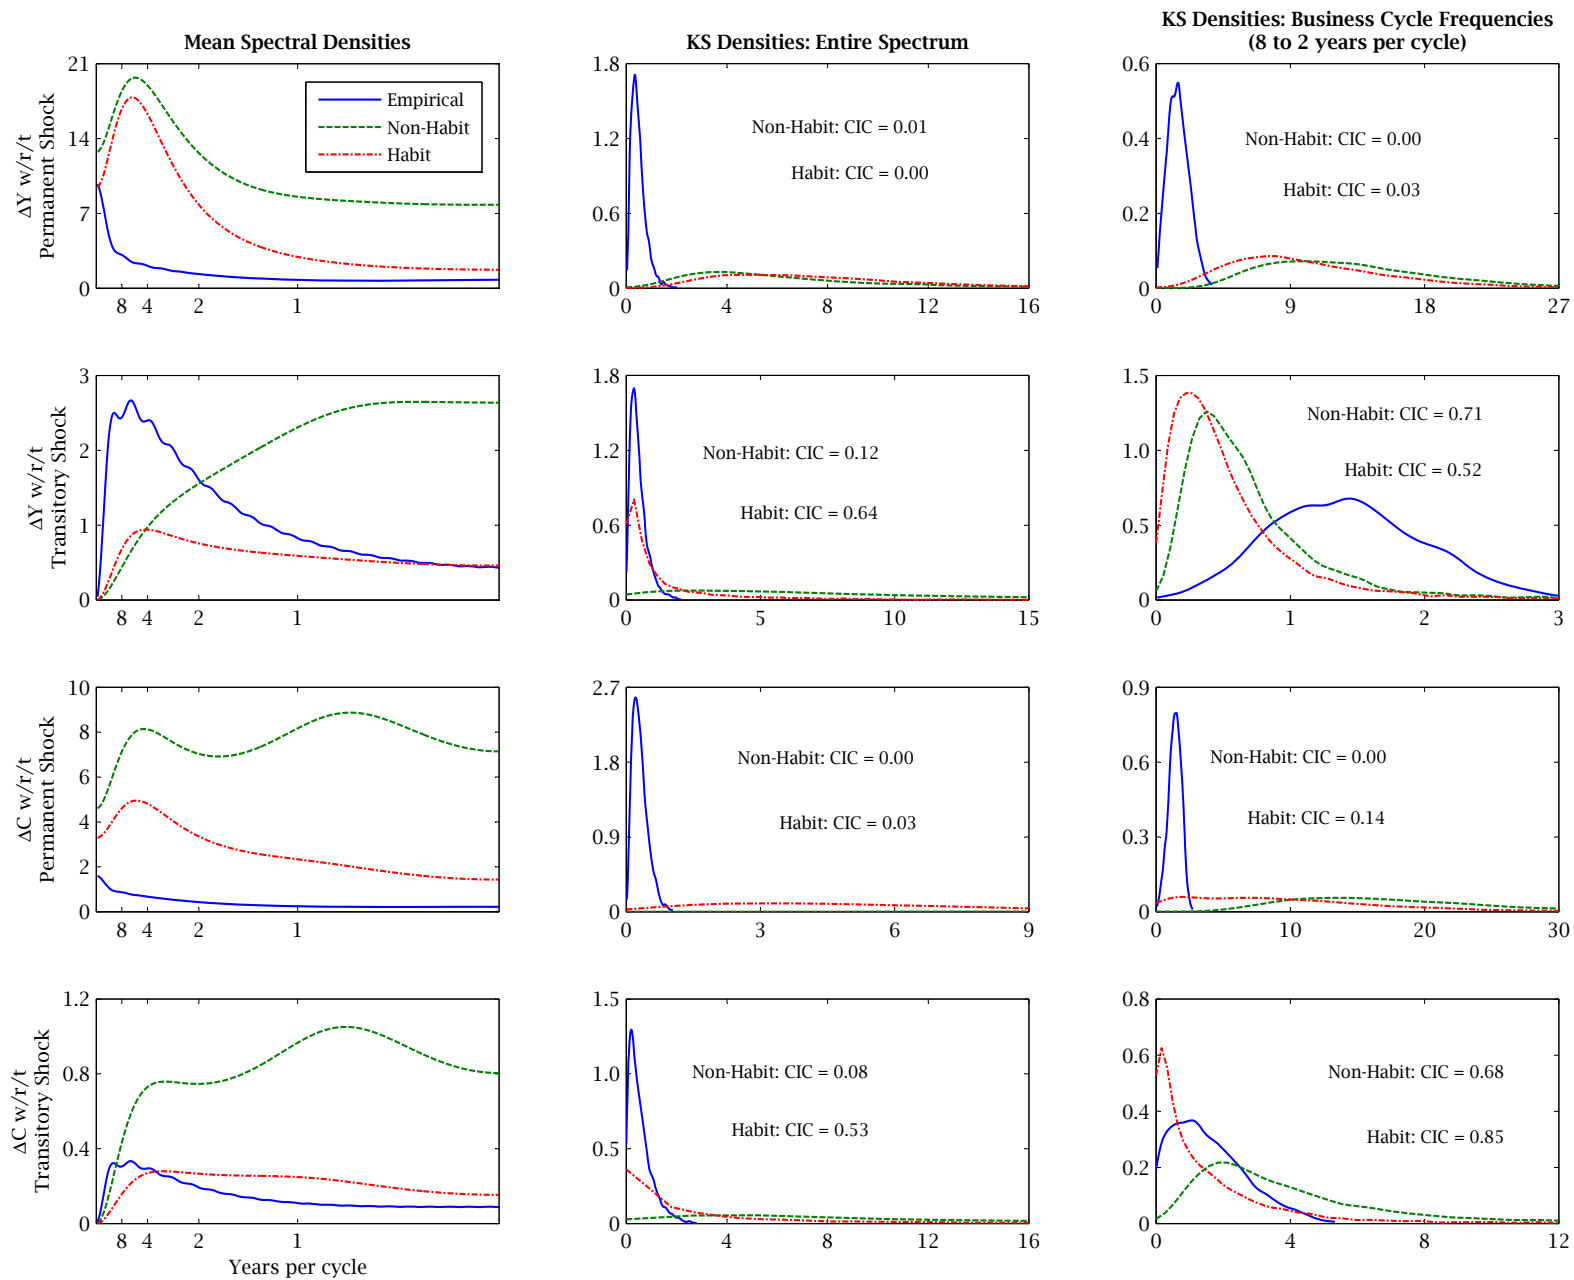 Mean Spectral Densities
KS Densities: Entire Spectrum
KS Densities: Business Cycle Frequencies
(8 to 2 years per cycle)
ΔY w/r/t
Permanent Shock
21
14
7
0
8 4 2 1
Empirical
Non-Habit
Habit
1.8
1.2
0.6
0
0 4 8 12 16
Non-Habit: CIC = 0.01
Habit: CIC = 0.00
0.6
0.4
0.2
0
0 9 18 27
Non-Habit: CIC = 0.00
Habit: CIC = 0.03
ΔY w/r/t
Transitory Shock
3
2
1
0
8 4 2 1
1.8
1.2
0.6
0
0 5 10 15
Non-Habit: CIC = 0.12
Habit: CIC = 0.64
1.5
1.0
0.5
0
0 1 2 3
Non-Habit: CIC = 0.71
Habit: CIC = 0.52
ΔC w/r/t
Permanent Shock
10
8
6
4
2
0
8 4 2 1
2.7
1.8
0.9
0
0 3 6 9
Non-Habit: CIC = 0.00
Habit: CIC = 0.03
0.9
0.6
0.3
0
0 10 20 30
Non-Habit: CIC = 0.00
Habit: CIC = 0.14
ΔC w/r/t
Transitory Shock
1.2
0.8
0.4
0
8 4 2 1
Years per cycle
1.5
1.0
0.5
0
0 4 8 12 16
Non-Habit: CIC = 0.08
Habit: CIC = 0.53
0.8
0.6
0.4
0.2
0
0 4 8 12
Non-Habit: CIC = 0.68
Habit: CIC = 0.85